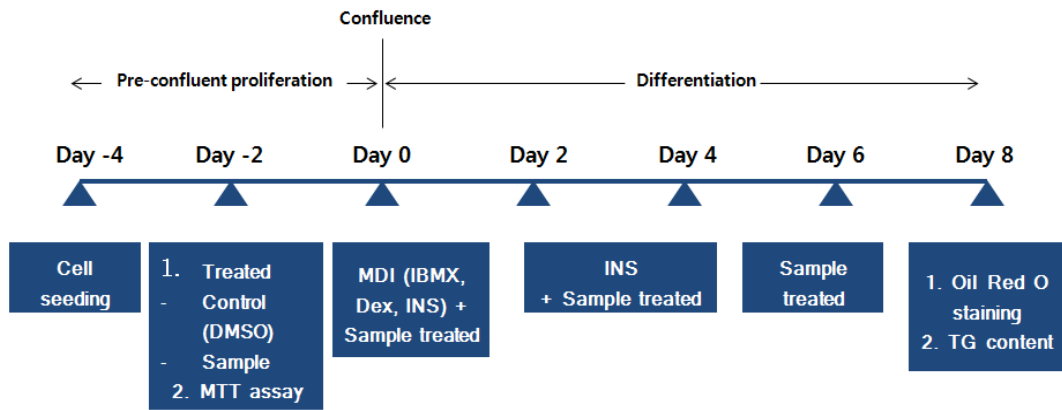 Confluence
Pre-confluent proliferation
Differentiation
Day -4
Day -2
Day 0
Day 2
Day 4
Day 6
Day 8
Cell
seeding
1. Treated
- Control
(DMSO)
- Sample
2. MTT assay
MDI (IBMX,
Dex, INS) +
Sample treated
INS
+ Sample treated
Sample
treated
1. Oil Red O
staining
2. TG content